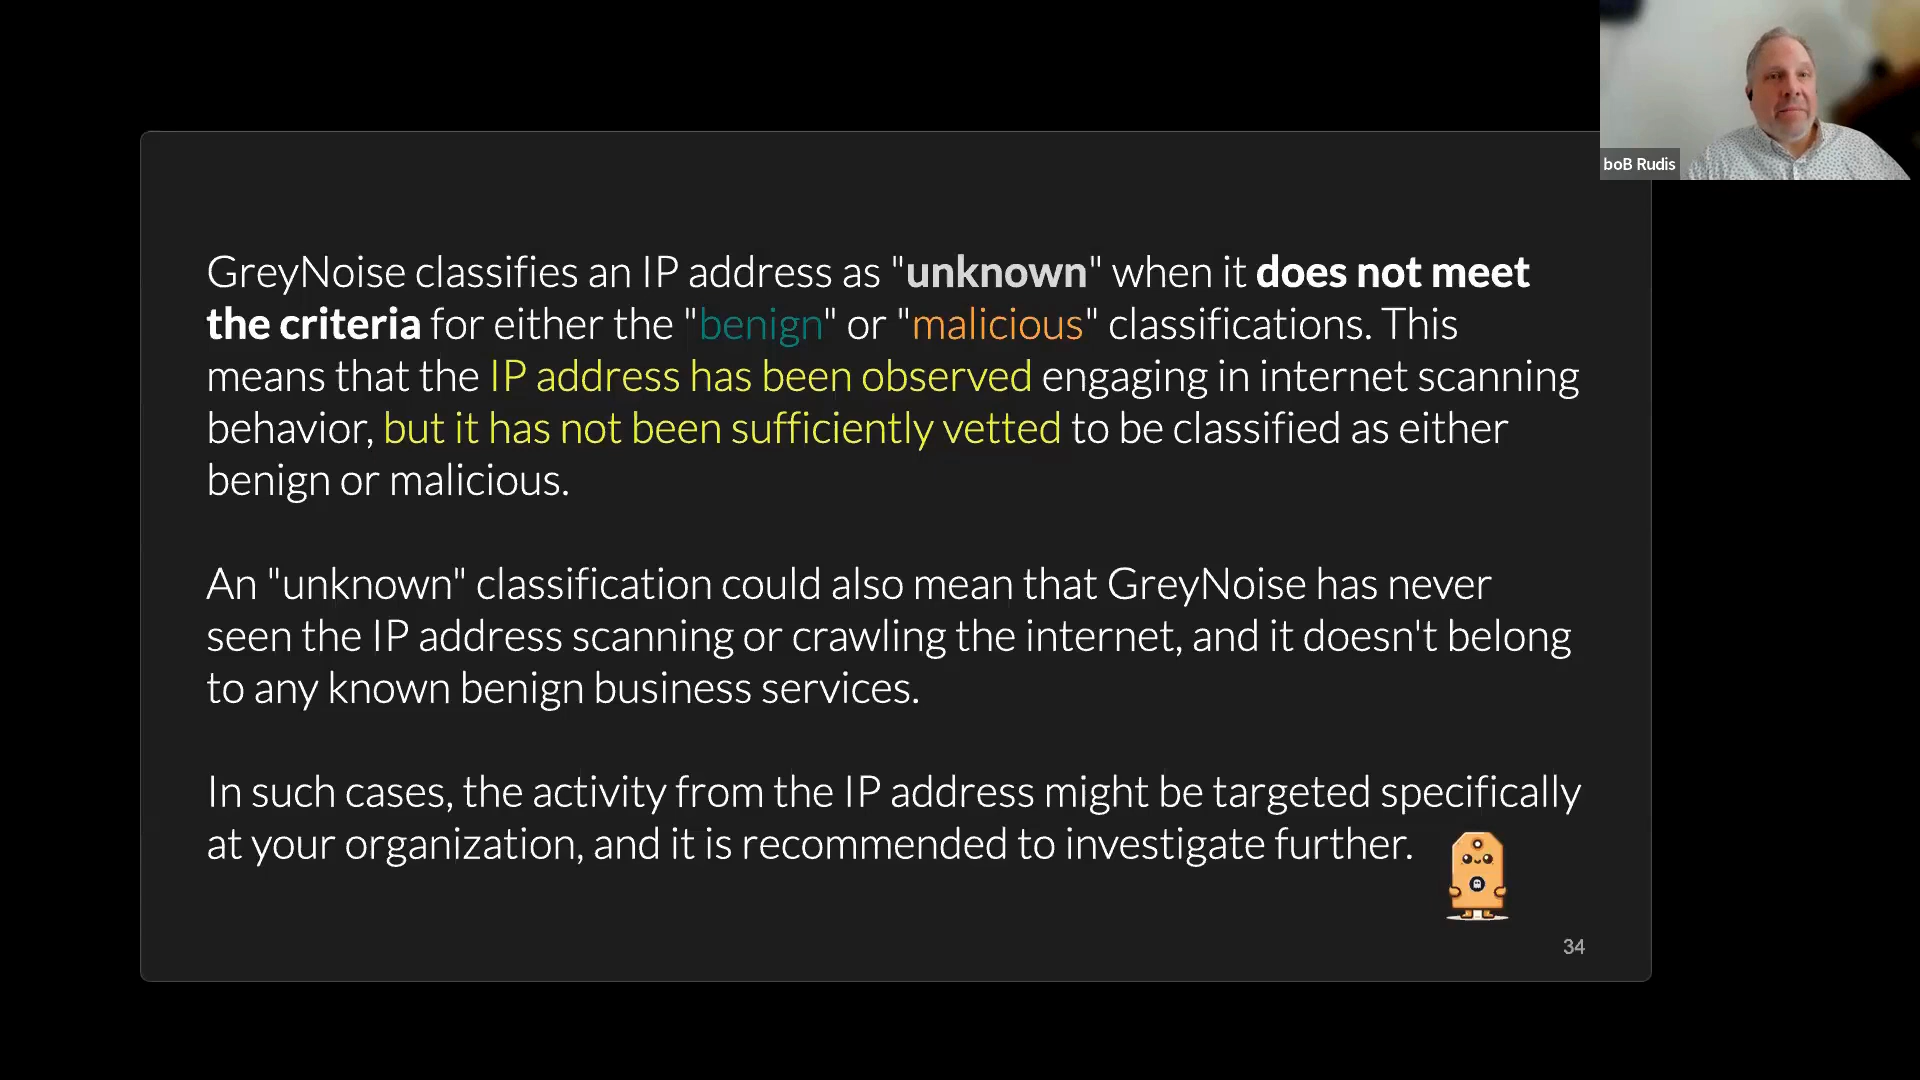 boB Rudis
GreyNoise classifies an IP address as "unknown" when it does not meet
the criteria for either the "benign" or "malicious" classifications. This
means that the IP address has been observed engaging in internet scanning
behavior, but it has not been sufficiently vetted to be classified as either
benign or malicious.
An "unknown" classification could also mean that GreyNoise has never
seen the IP address scanning or crawling the internet, and it doesn't belong
to any known benign business services.
In such cases, the activity from the IP address might be targeted specifically
at your organization, and it is recommended to investigate further.
34